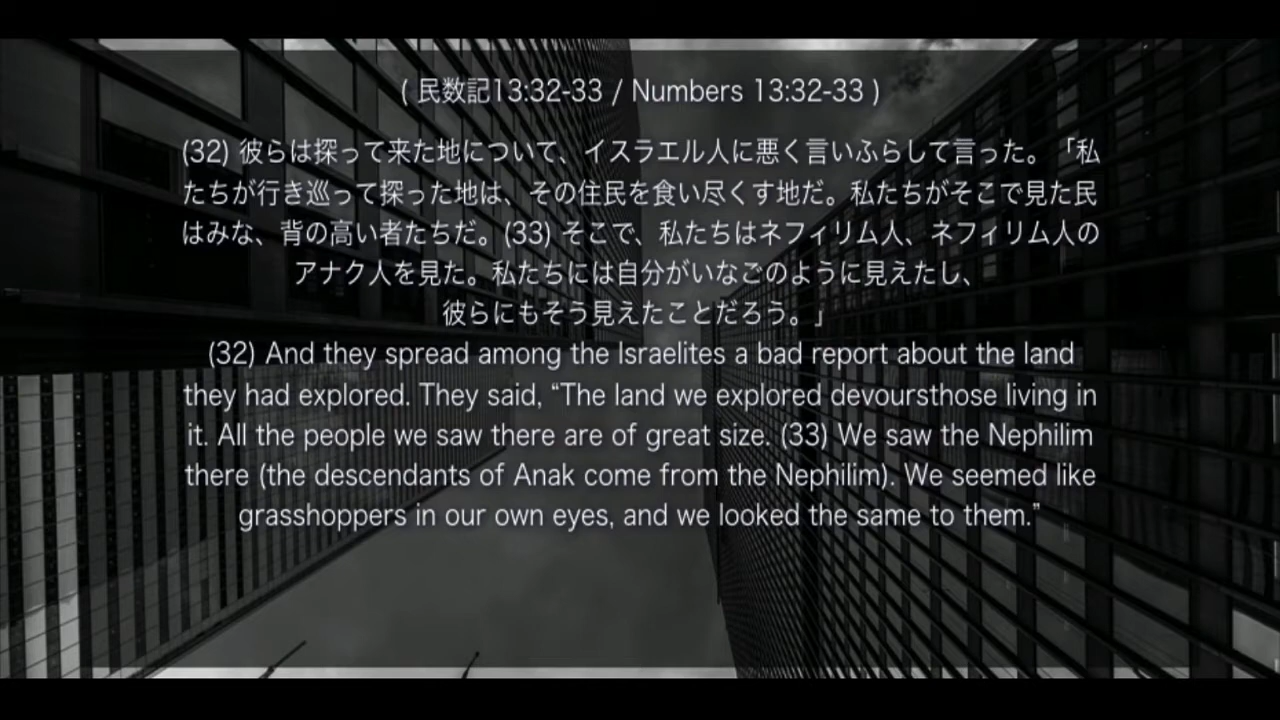 ( 民数記13:32-33 / Numbers 13:32-33 )
(32) 彼らは探って来た地について、イスラエル人に悪く言いふらして言った。「私
たちが行き巡って探った地は、その住民を食い尽くす地だ。私たちがそこで見た民
はみな、背の高い者たちだ。(33) そこで、私たちはネフィリム人、ネフィリム人の
アナク人を見た。私たちには自分がいなごのように見えたし、
彼らにもそう見えたことだろう。」
(32) And they spread among the Israelites a bad report about the land
they had explored. They said, “The land we explored devoursthose living in
it. All the people we saw there are of great size. (33) We saw the Nephilim
there (the descendants of Anak come from the Nephilim). We seemed like
grasshoppers in our own eyes, and we looked the same to them.”